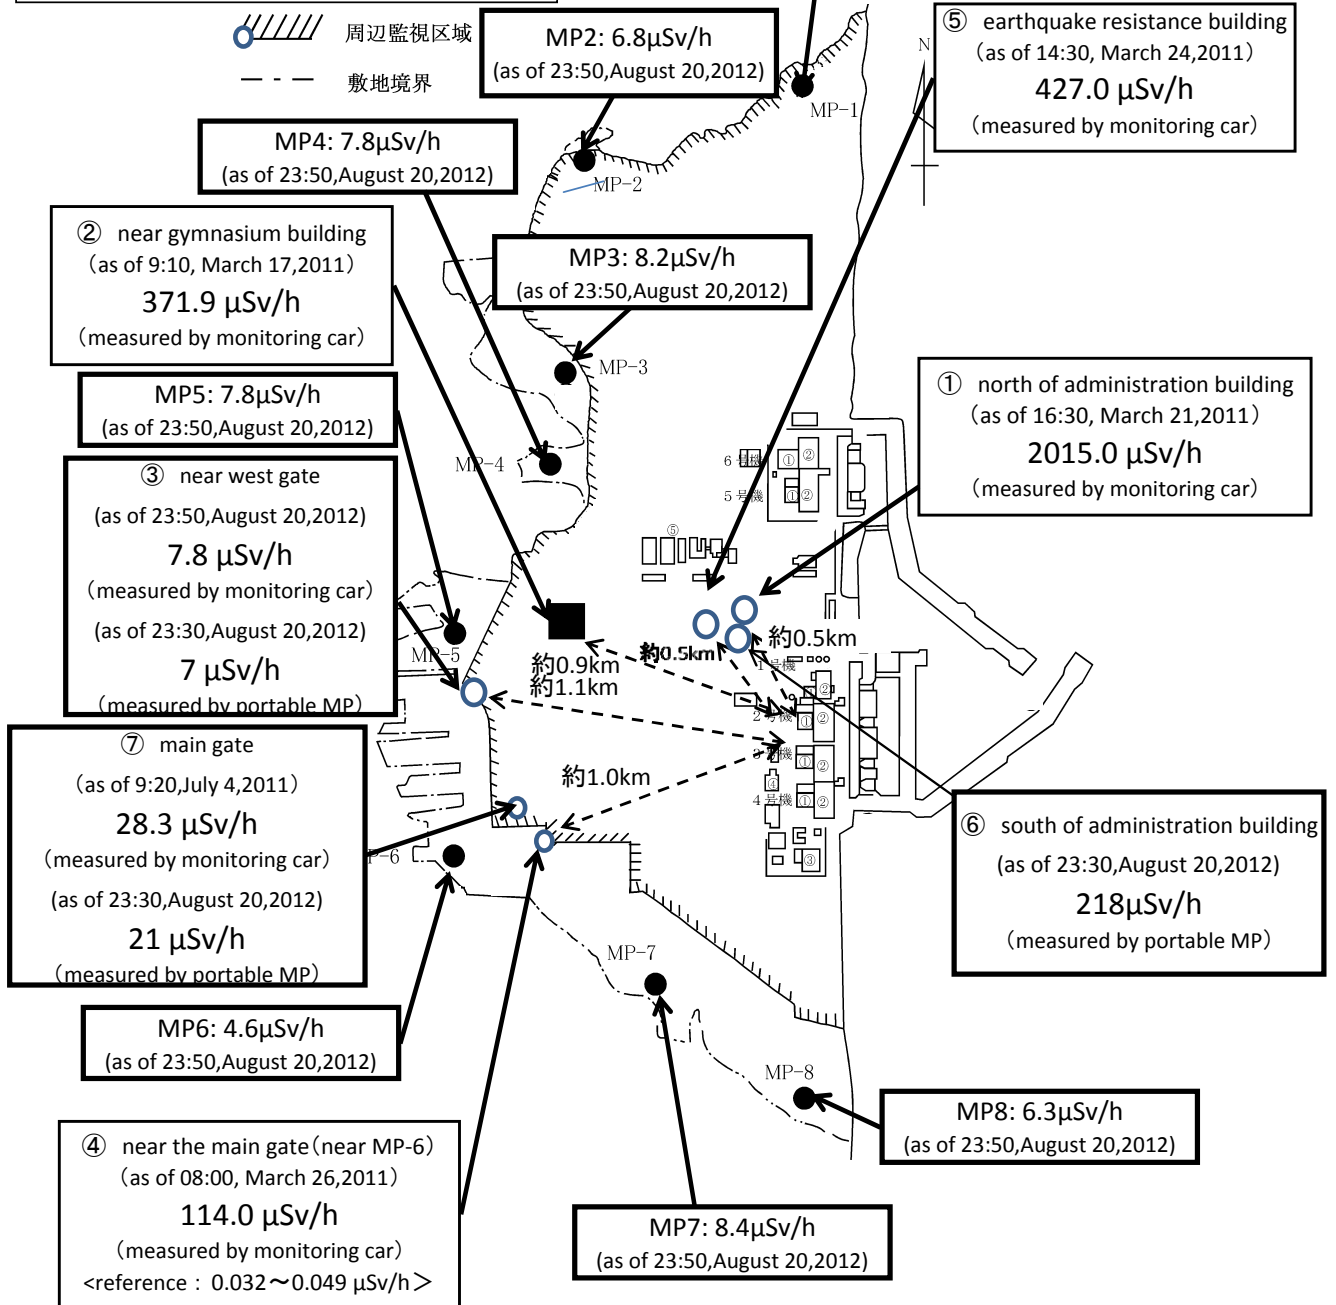 周辺監視区域
敷地境界
MP2: 6.8μSv/h
(as of 23:50,August 20,2012)
MP-1
N
⑤ earthquake resistance building
(as of 14:30, March 24,2011)
427.0 μSv/h
(measured by monitoring car)
MP4: 7.8μSv/h
(as of 23:50,August 20,2012)
MP-2
② near gymnasium building
(as of 9:10, March 17,2011)
371.9 μSv/h
(measured by monitoring car)
MP3: 8.2μSv/h
(as of 23:50,August 20,2012)
MP-3
① north of administration building
(as of 16:30, March 21,2011)
2015.0 μSv/h
(measured by monitoring car)
MP5: 7.8μSv/h
(as of 23:50,August 20,2012)
MP-4
6号機
①
②
5号機
①
②
③ near west gate
(as of 23:50,August 20,2012)
7.8 μSv/h
(measured by monitoring car)
(as of 23:30,August 20,2012)
7 μSv/h
(measured by portable MP)
⑤
MP-5
約0.9km
約1.1km
約0.5km
約0.5km
1号機
②
2号機
①
②
3号機
①
②
④
4号機
①
②
③
約1.0km
⑦ main gate
(as of 9:20,July 4,2011)
28.3 μSv/h
(measured by monitoring car)
(as of 23:30,August 20,2012)
21 μSv/h
(measured by portable MP)
P-6
⑥ south of administration building
(as of 23:30,August 20,2012)
218μSv/h
(measured by portable MP)
MP-7
MP6: 4.6μSv/h
(as of 23:50,August 20,2012)
MP-8
MP8: 6.3μSv/h
(as of 23:50,August 20,2012)
④ near the main gate(near MP-6)
(as of 08:00, March 26,2011)
114.0 μSv/h
(measured by monitoring car)
<reference : 0.032～0.049 μSv/h＞
MP7: 8.4μSv/h
(as of 23:50,August 20,2012)